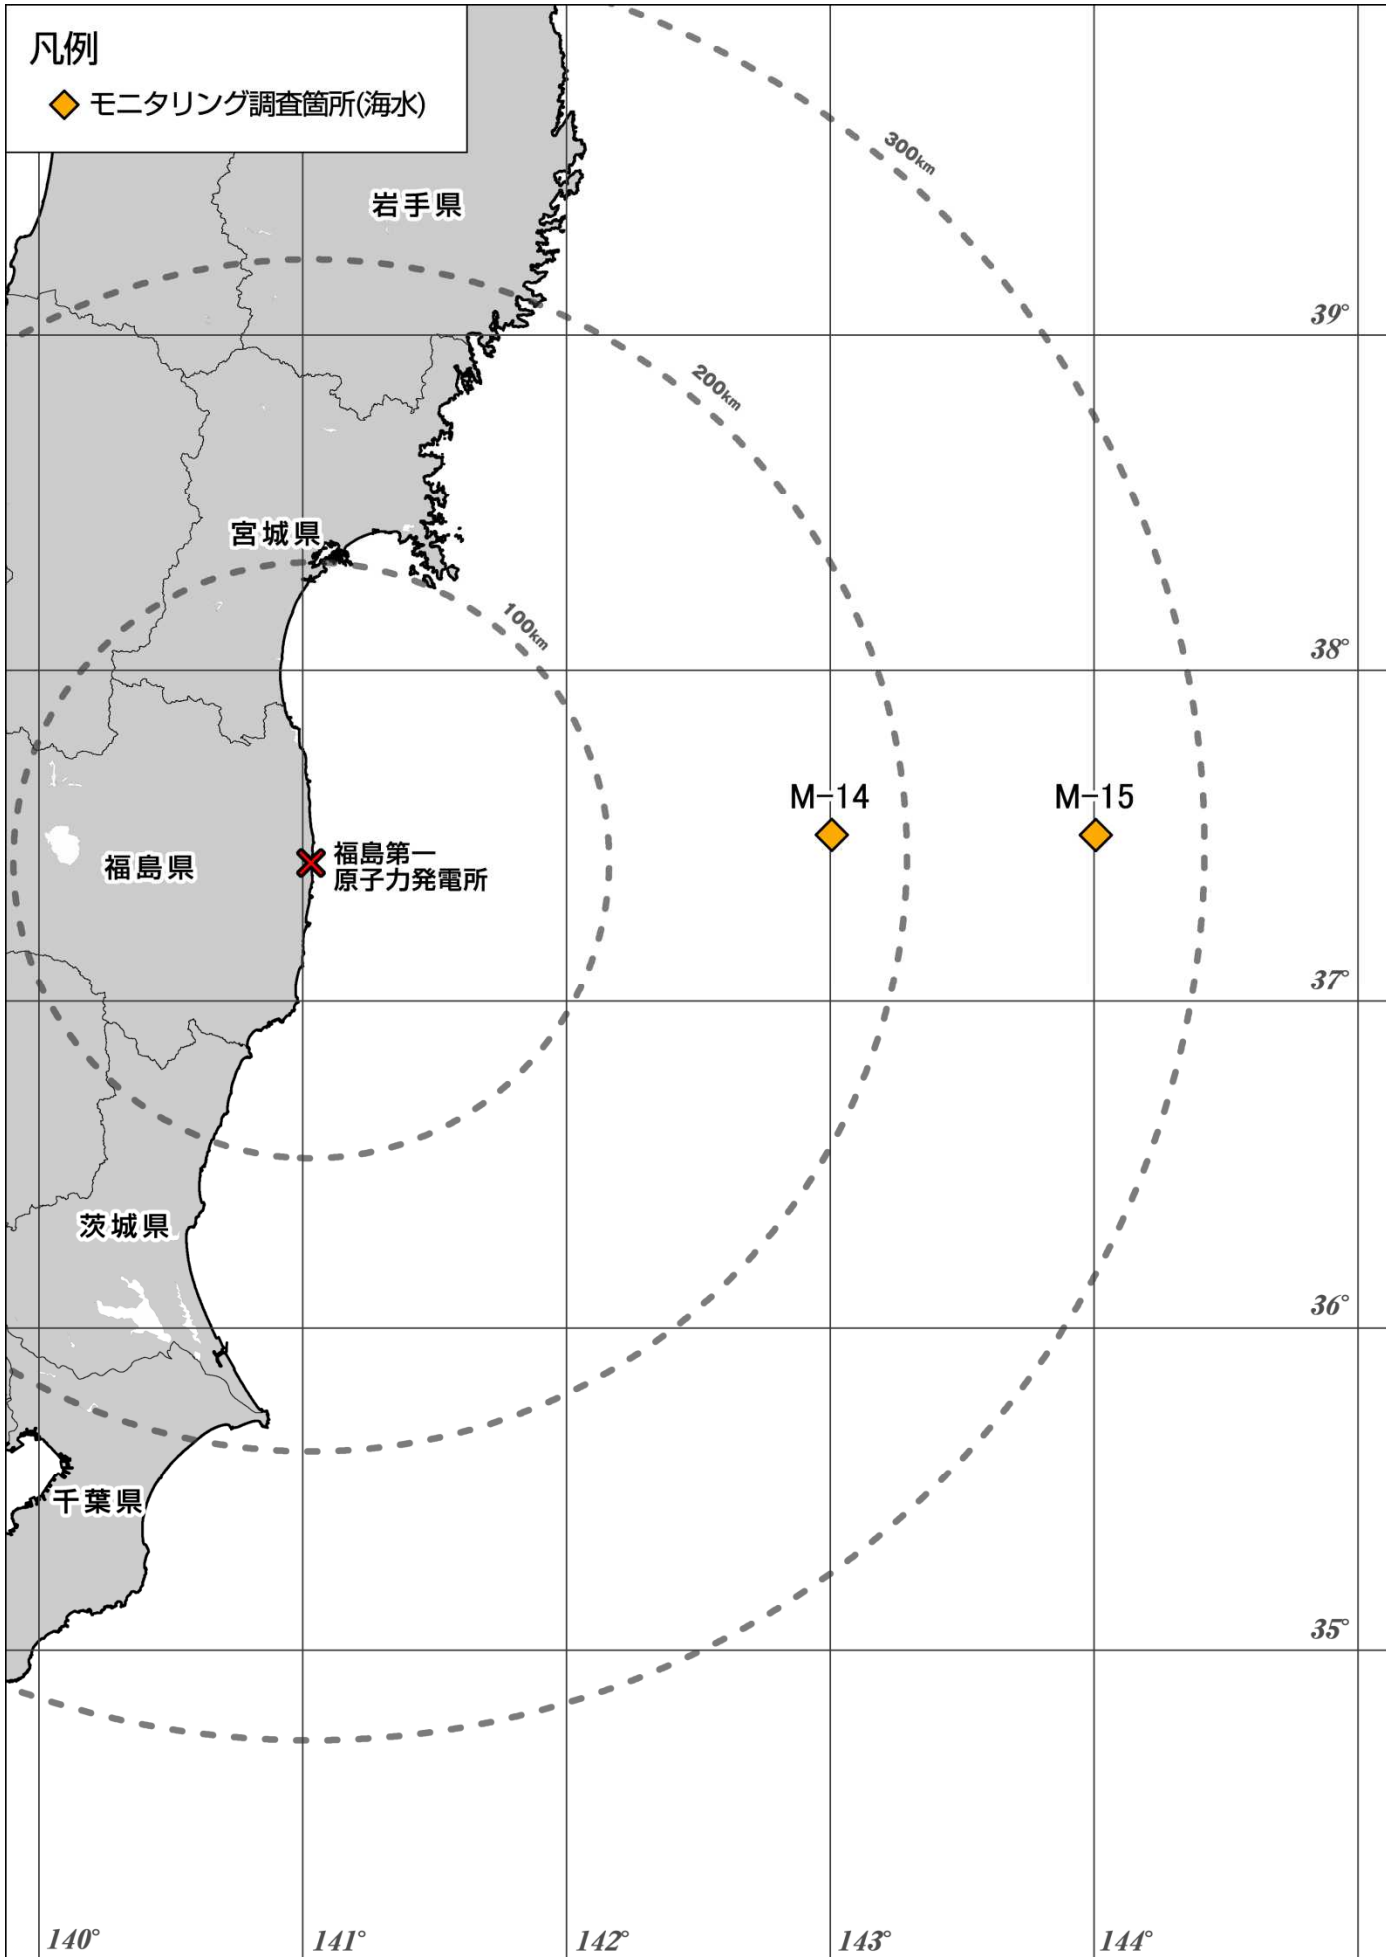 凡例
モニタリング調査箇所(海水)
300km
岩手県
39°
200km
宮城県
100km
38°
M-14
M-15
福島第一
原子力発電所
福島県
37°
茨城県
36°
千葉県
35°
140°
141°
142°
143°
144°